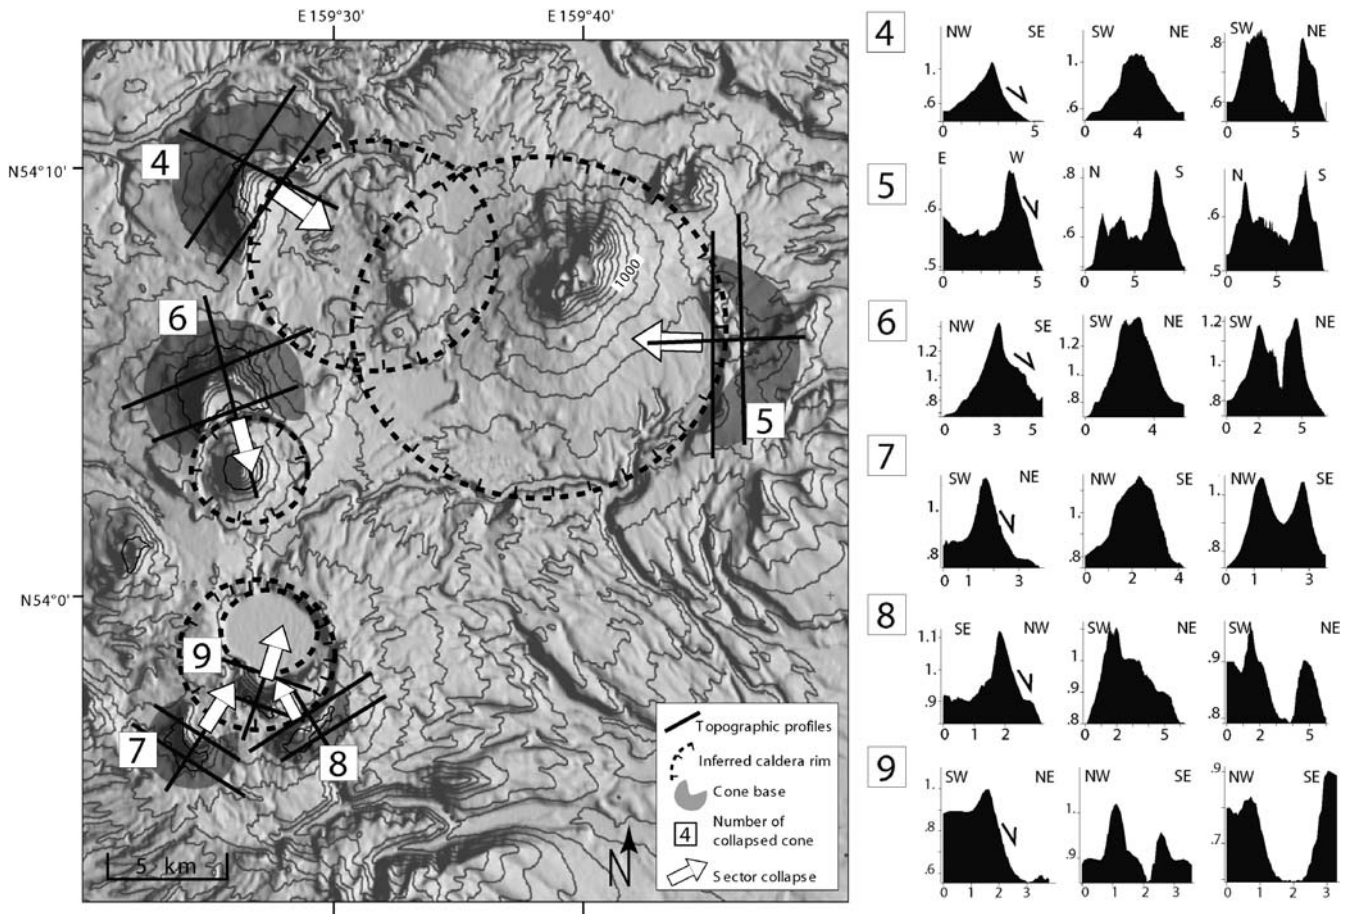 E 159°30'
E 159°40'
N54°10'
N54°0'
4
6
5
9
7
8
1000
5 km
N
Topographic profiles
Inferred caldera rim
Cone base
4
Number of
collapsed cone
Sector collapse
4
NW SE
1.
.6
0 5
SW NE
1.
.6
0 4
SW NE
.8
.6
0 5
5
E W
.6
.5
0 5
N S
.8
.6
5
N S
.6
.5
0 5
6
NW SE
1.2
1.
.8
3 5
SW NE
1.2
1.
.8
0 4
SW NE
1.2
1.
.8
0 2 5
7
SW NE
1.
.8
0 1 3
NW SE
1.
.8
0 2 4
NW SE
1.
.8
0 1 3
8
SE NW
1.1
1.
.9
0 1 2
SW NE
1.
.9
.8
0 2 5
SW NE
.9
.8
0 2 5
9
SW NE
1.
.8
.6
0 1 2 3
NW SE
1.
.9
0 1 2 3
NW SE
.9
.7
0 1 3